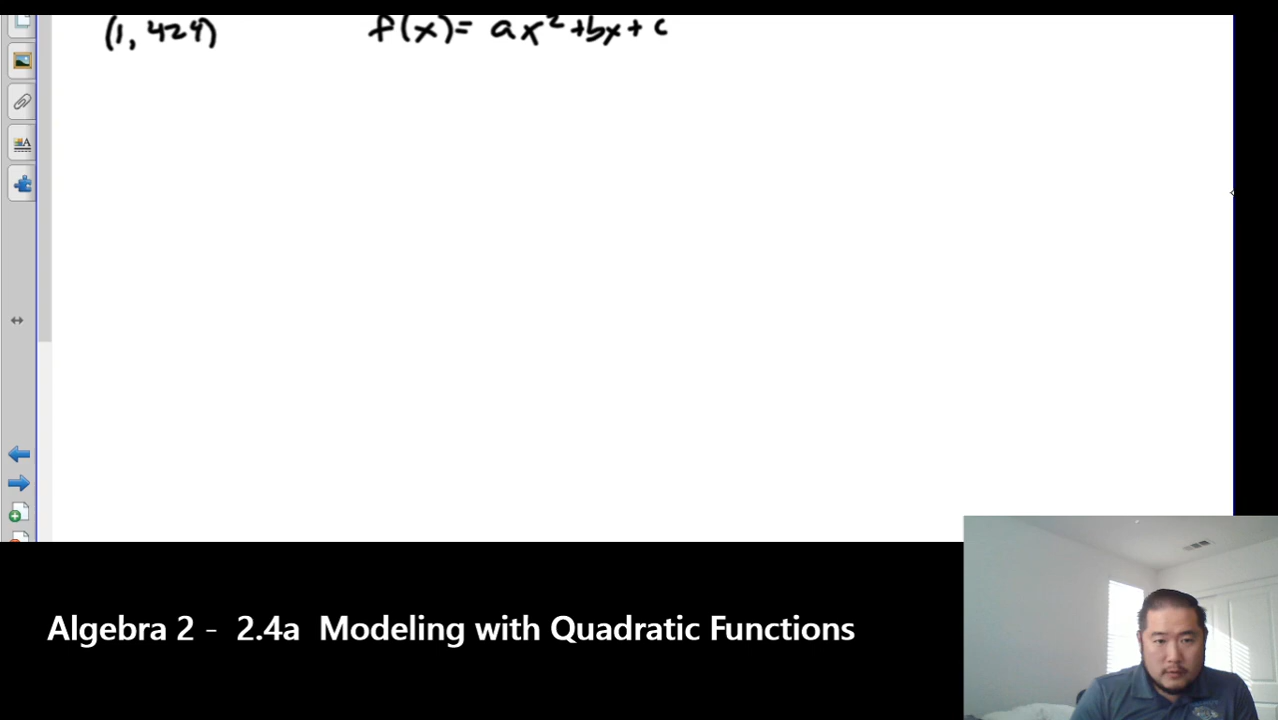 (1, 424) f(x)= ax²+bx+c
Algebra 2 - 2.4a Modeling with Quadratic Functions